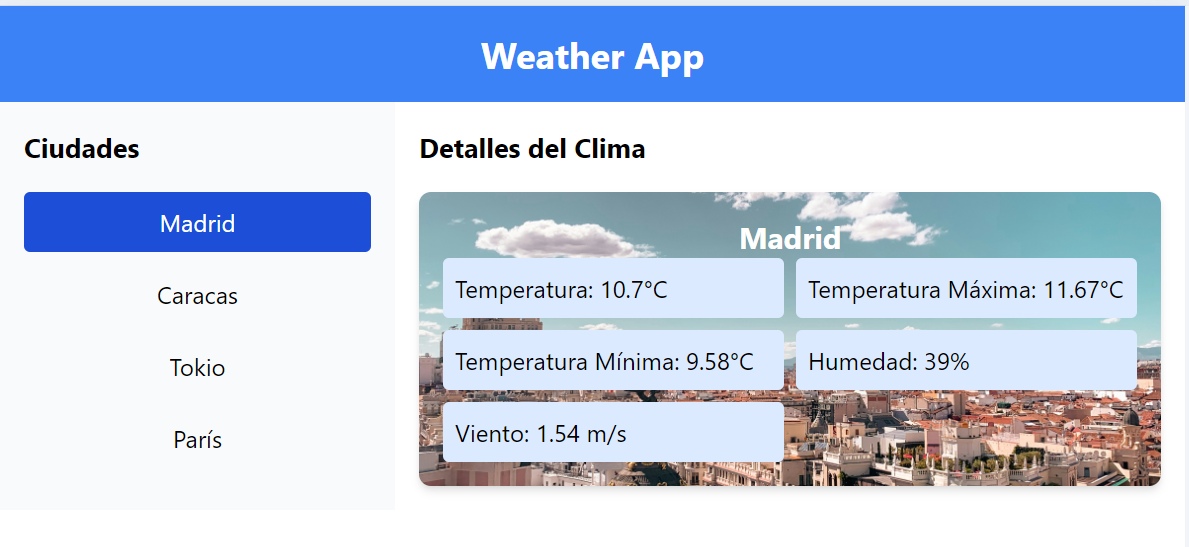 Weather App
Ciudades
Madrid
Caracas
Tokio
París
Detalles del Clima
Madrid
Temperatura: 10.7°C
Temperatura Máxima: 11.67°C
Temperatura Mínima: 9.58°C
Humedad: 39%
Viento: 1.54 m/s